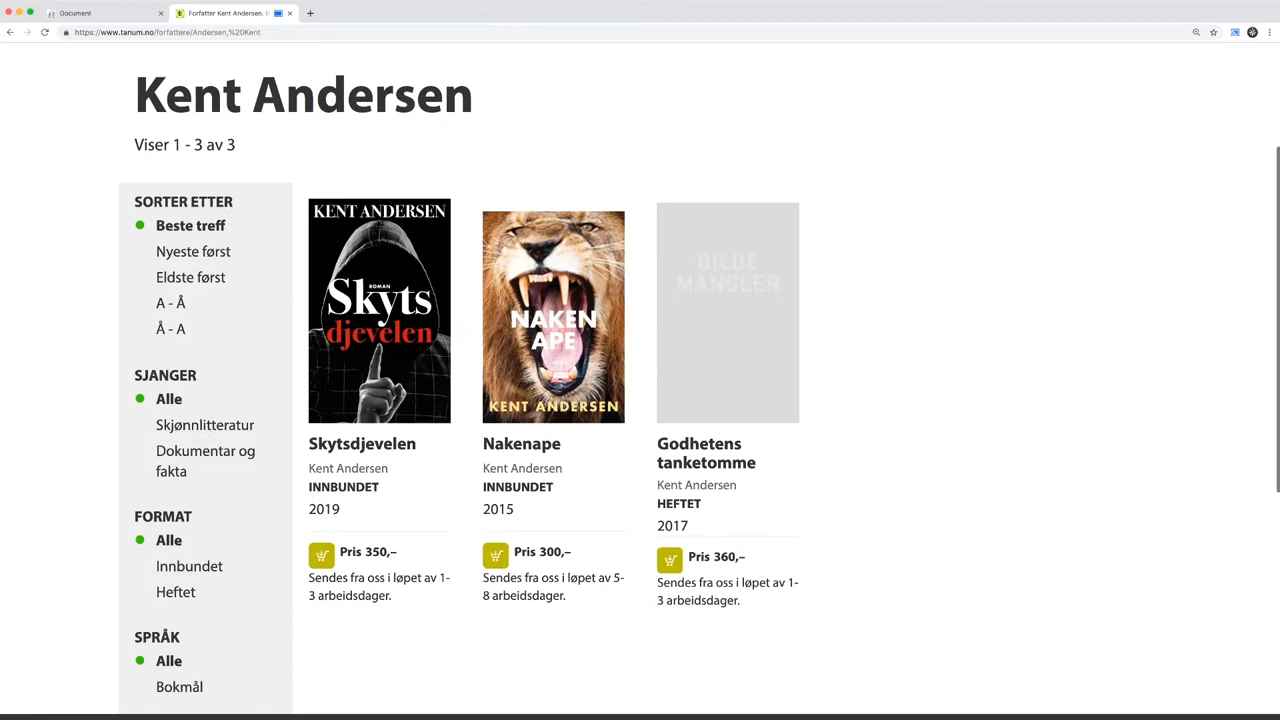 Document
Forfatter Kent Andersen.
https://www.tanum.no/forfattere/Andersen,%20Kent
Kent Andersen
Viser 1 - 3 av 3
SORTER ETTER
Beste treff
Nyeste først
Eldste først
A - Å
Å - A
SJANGER
Alle
Skjønnlitteratur
Dokumentar og
fakta
FORMAT
Alle
Innbundet
Heftet
SPRÅK
Alle
Bokmål
KENT ANDERSEN
ROMAN
Skyts
djevelen
Skytsdjevelen
Kent Andersen
INNBUNDET
2019
Pris 350,–
Sendes fra oss i løpet av 1-
3 arbeidsdager.
NAKEN
APE
KENT ANDERSEN
Nakenape
Kent Andersen
INNBUNDET
2015
Pris 300,–
Sendes fra oss i løpet av 5-
8 arbeidsdager.
BILDE
MANGLER
Godhetens
tanketomme
Kent Andersen
HEFTET
2017
Pris 360,–
Sendes fra oss i løpet av 1-
3 arbeidsdager.